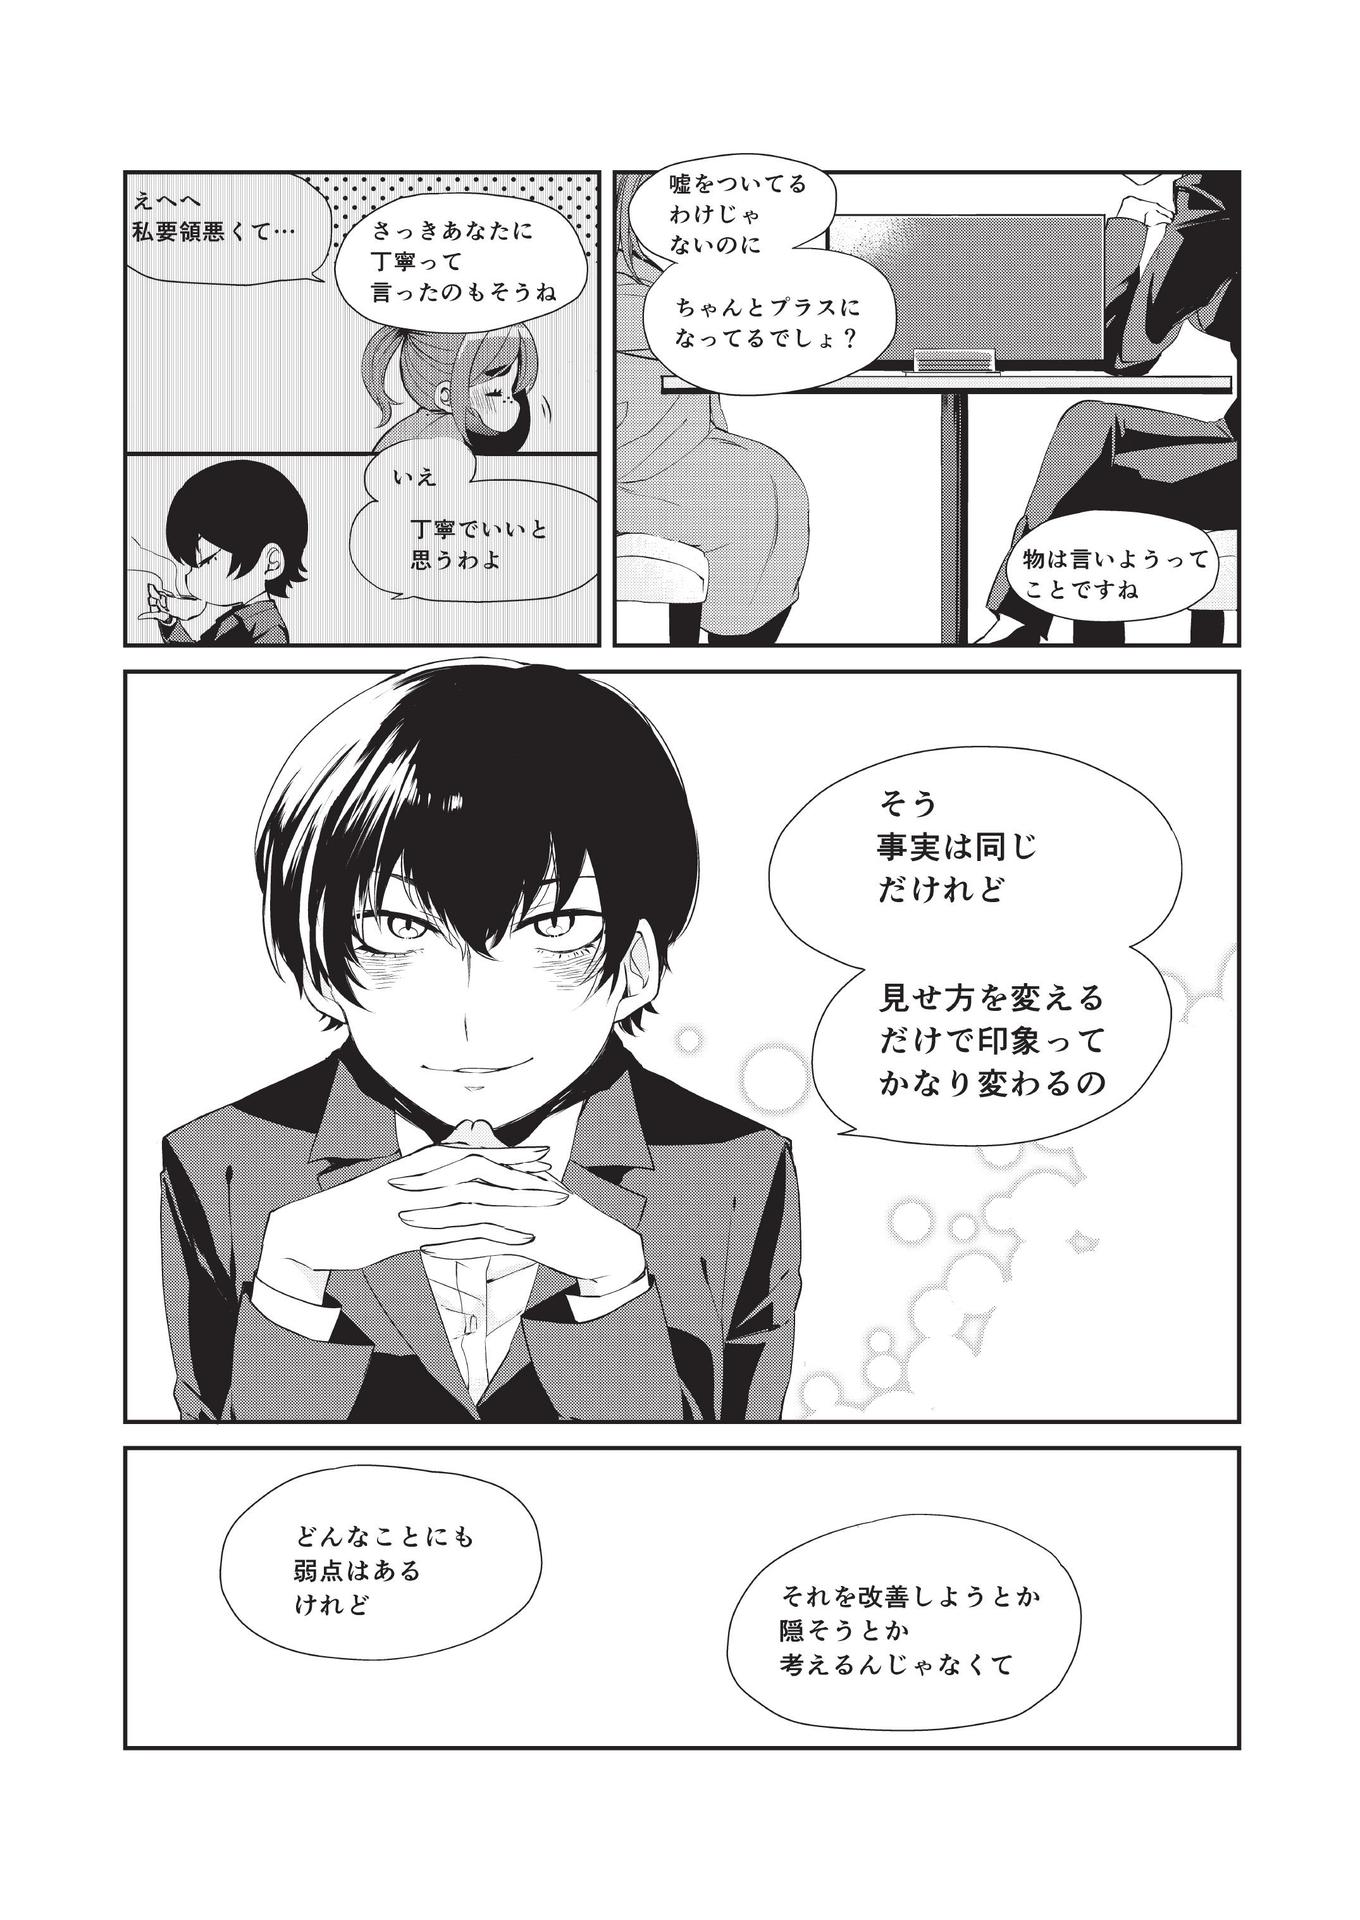 えへへ
私要領悪くて…
さっきあなたに
丁寧って
言ったのもそうね
いえ
丁寧でいいと
思うわよ
嘘をついてる
わけじゃ
ないのに
ちゃんとプラスに
なってるでしょ？
物は言いようって
ことですね
そう
事実は同じ
だけれど
見せ方を変える
だけで印象って
かなり変わるの
どんなことにも
弱点はある
けれど
それを改善しようとか
隠そうとか
考えるんじゃなくて